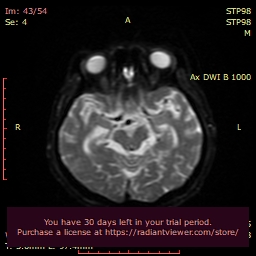 Im: 43/54
Se: 4
STP98
STP98
M
A
Ax DWI B 1000
R
L
You have 30 days left in your trial period.
Purchase a license at https://radiantviewer.com/store/